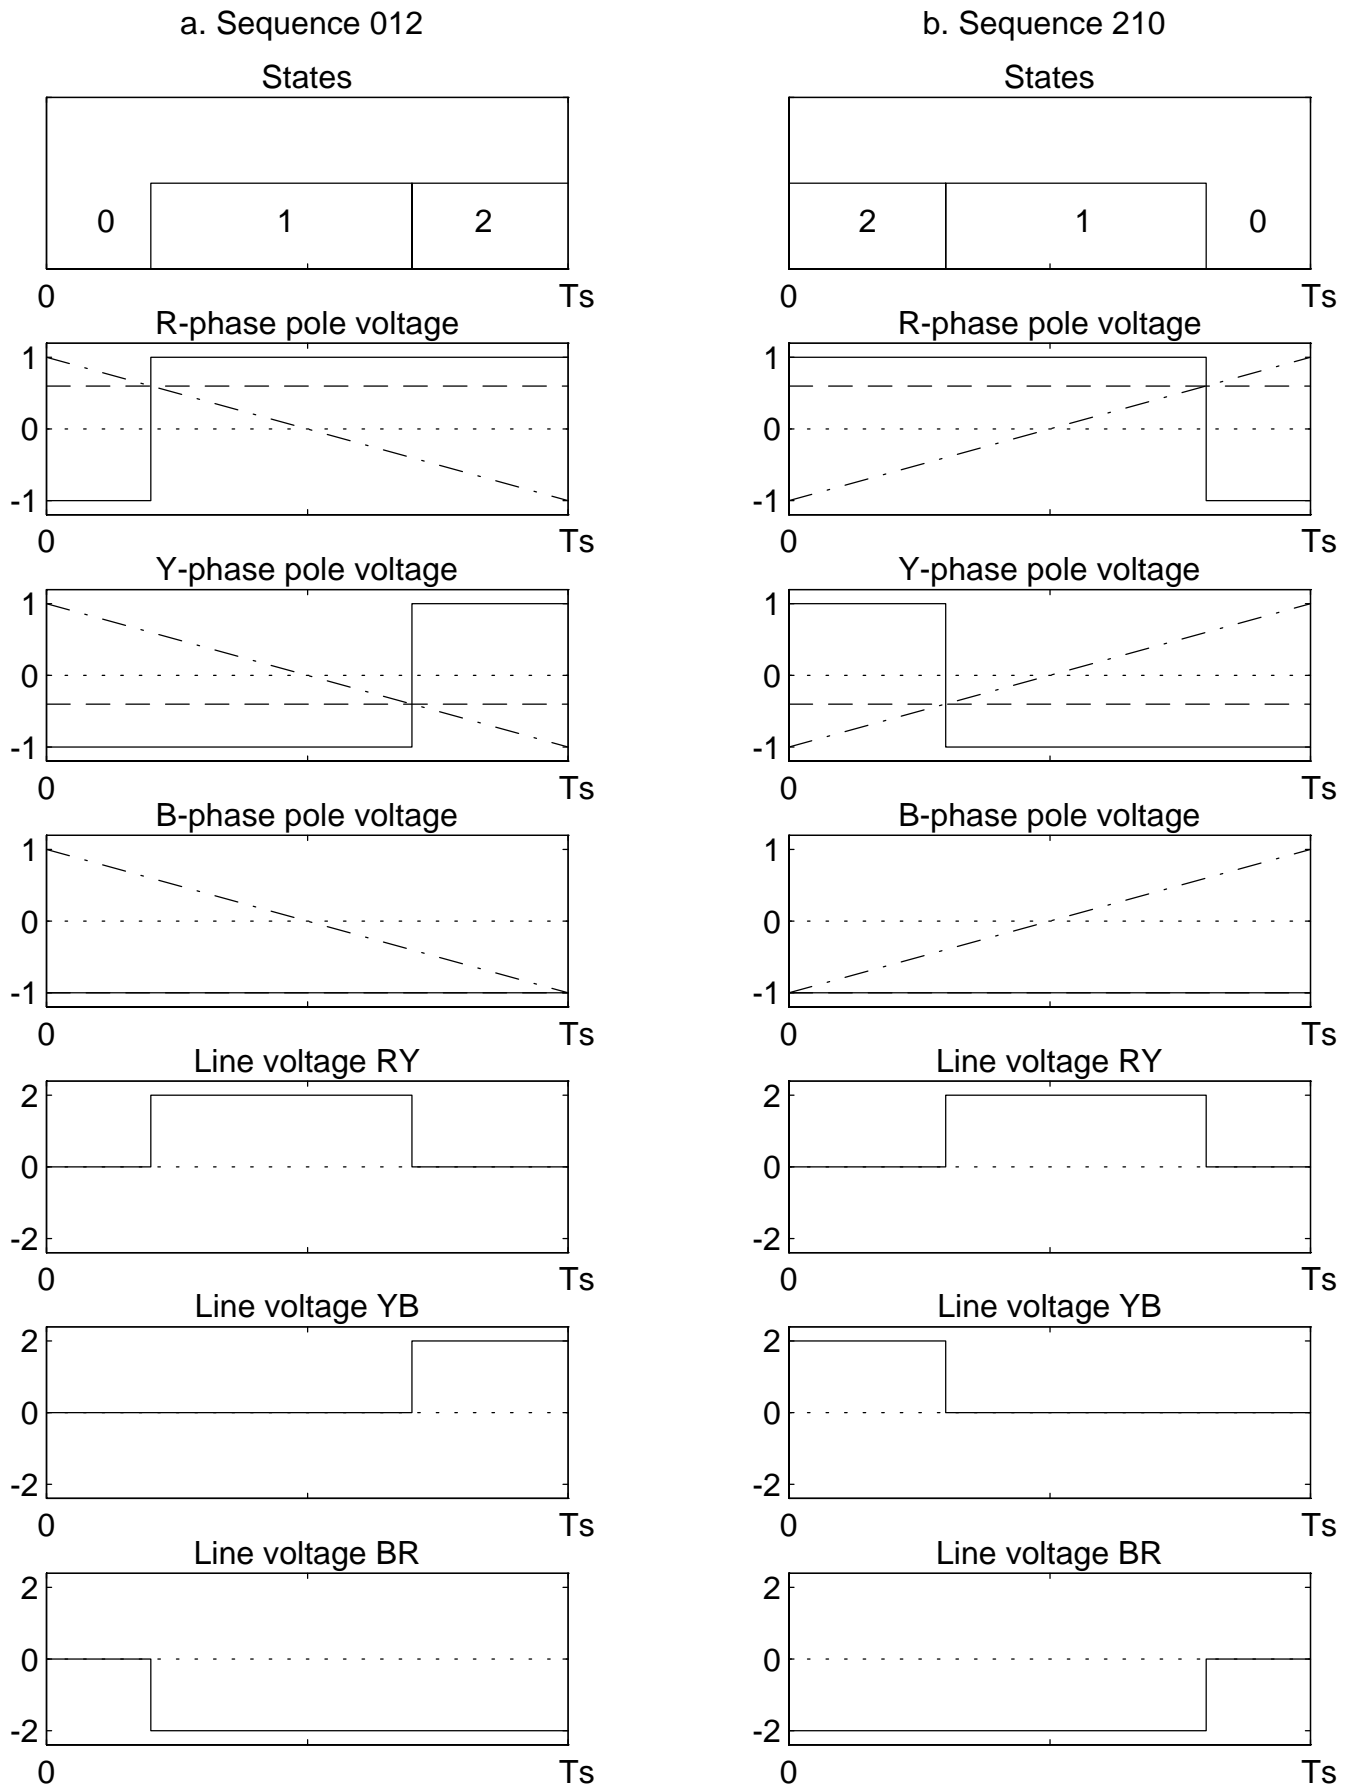 a. Sequence 012
b. Sequence 210
States
States
0 1 2
2 1 0
0 Ts
0 Ts
R-phase pole voltage
R-phase pole voltage
1
0
-1
0 Ts
1
0
-1
0 Ts
Y-phase pole voltage
Y-phase pole voltage
1
0
-1
0 Ts
1
0
-1
0 Ts
B-phase pole voltage
B-phase pole voltage
1
0
-1
0 Ts
1
0
-1
0 Ts
Line voltage RY
Line voltage RY
2
0
-2
0 Ts
2
0
-2
0 Ts
Line voltage YB
Line voltage YB
2
0
-2
0 Ts
2
0
-2
0 Ts
Line voltage BR
Line voltage BR
2
0
-2
0 Ts
2
0
-2
0 Ts